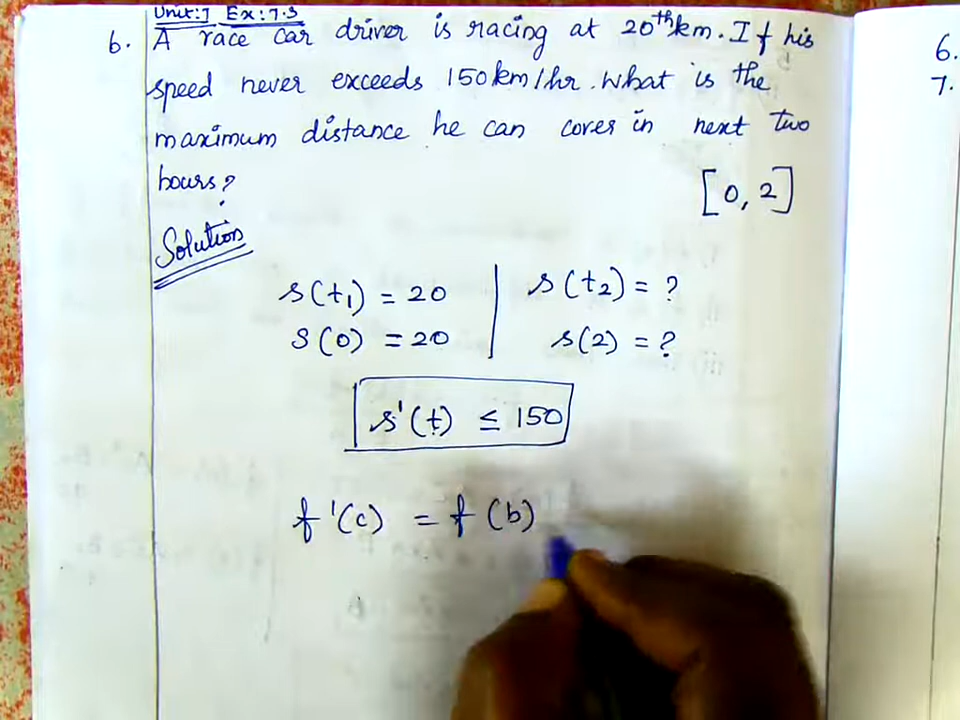 Unit:7 Ex:7.3
6. A race car driver is racing at 20th km. If his
speed never exceeds 150 km/hr. what is the
maximum distance he can cover in next two
hours?
[0, 2]
Solution
s(t₁) = 20
s(0) = 20
s(t₂) = ?
s(2) = ?
s'(t) ≤ 150
f'(c) = f(b)
6.
7.